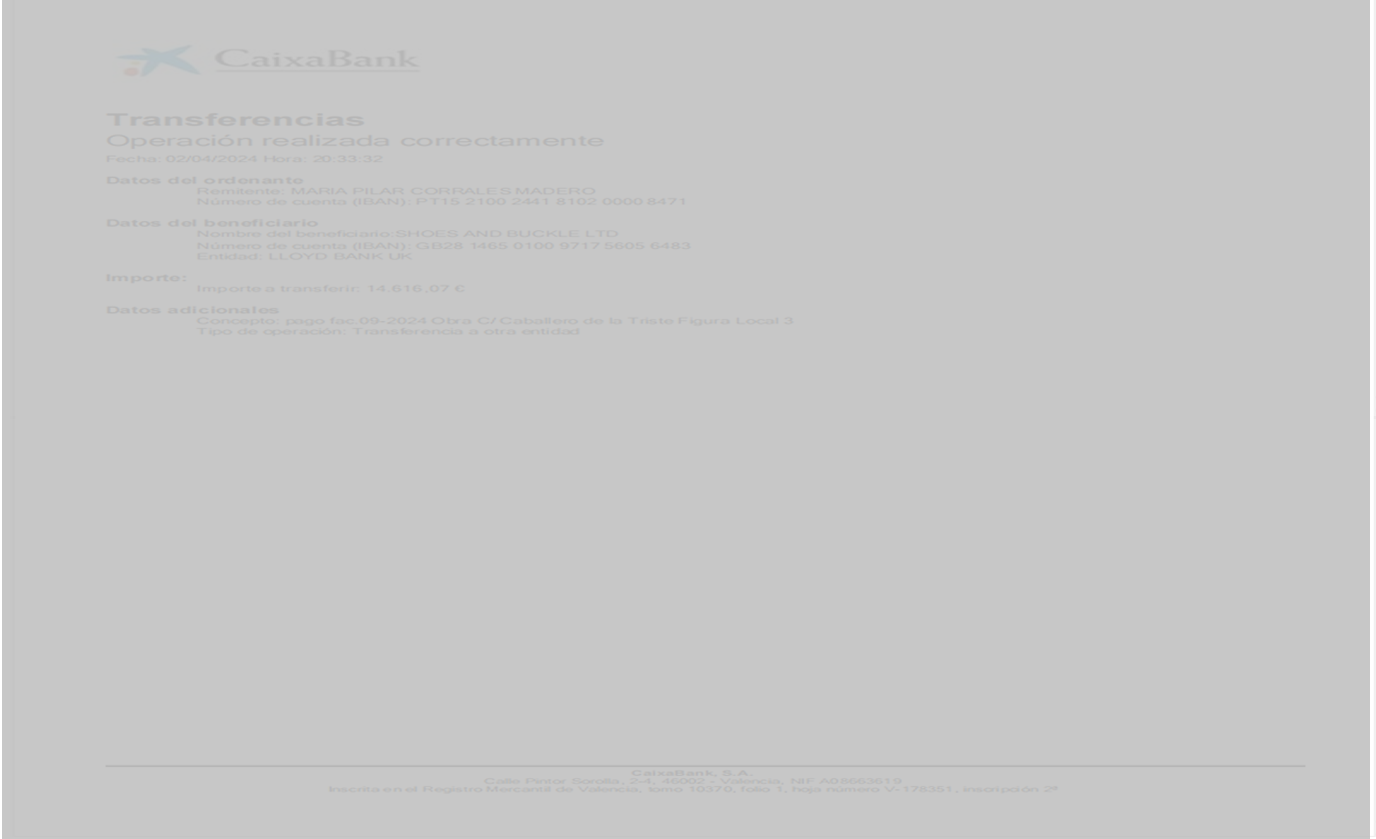 CaixaBank
Transferencias
Operación realizada correctamente
Fecha: 02/04/2024 Hora: 20:33:32
Datos del ordenante
Remitente: MARIA PILAR CORRALES MADERO
Número de cuenta (IBAN): PT15 2100 2441 8102 0000 8471
Datos del beneficiario
Nombre del beneficiario:SHOES AND BUCKLE LTD
Número de cuenta (IBAN): GB28 1465 0100 9717 5605 6483
Entidad: LLOYD BANK UK
Importe:
Importe a transferir: 14.616,07 €
Datos adicionales
Concepto: pago fac.09-2024 Obra C/ Caballero de la Triste Figura Local 3
Tipo de operación: Transferencia a otra entidad
CaixaBank, S.A.
Calle Pintor Sorolla, 2-4, 46002 - Valencia, NIF A08663619
Inscrita en el Registro Mercantil de Valencia, tomo 10370, folio 1, hoja número V-178351, inscripción 2ª